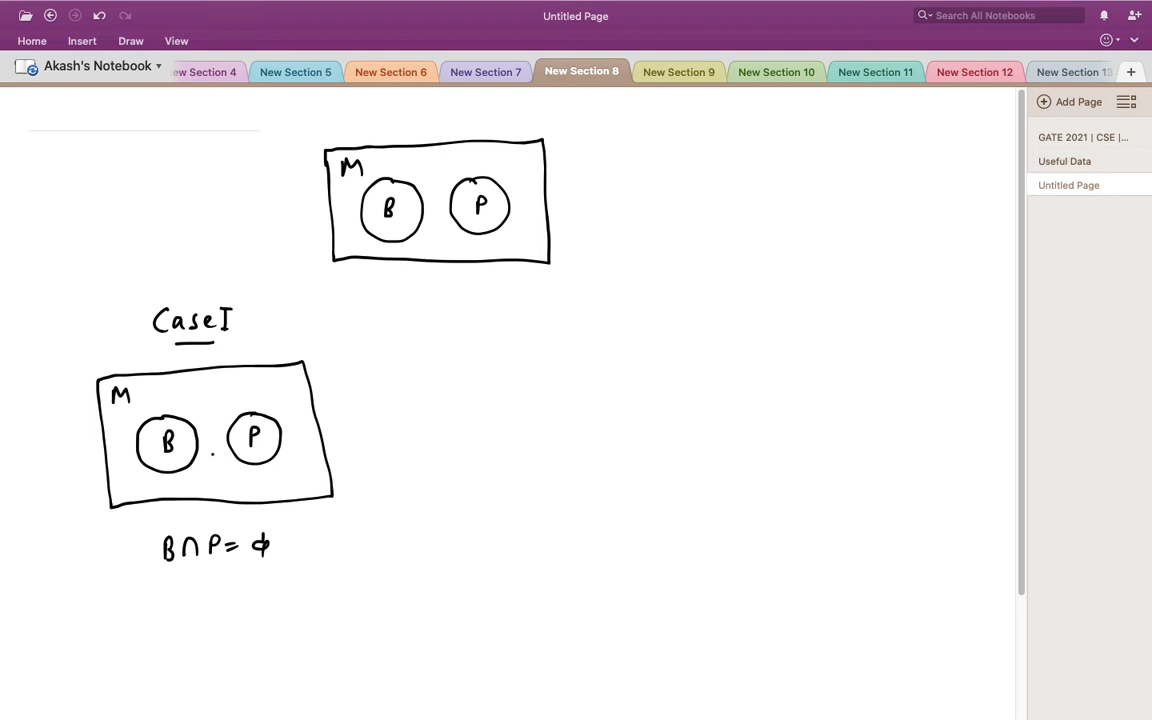 Untitled Page
Search All Notebooks
Home Insert Draw View
Akash's Notebook
ew Section 4 New Section 5 New Section 6 New Section 7 New Section 8 New Section 9 New Section 10 New Section 11 New Section 12 New Section 13
Add Page
GATE 2021 | CSE |...
Useful Data
Untitled Page
M
B P
Case I
M
B P
B ∩ P = ϕ